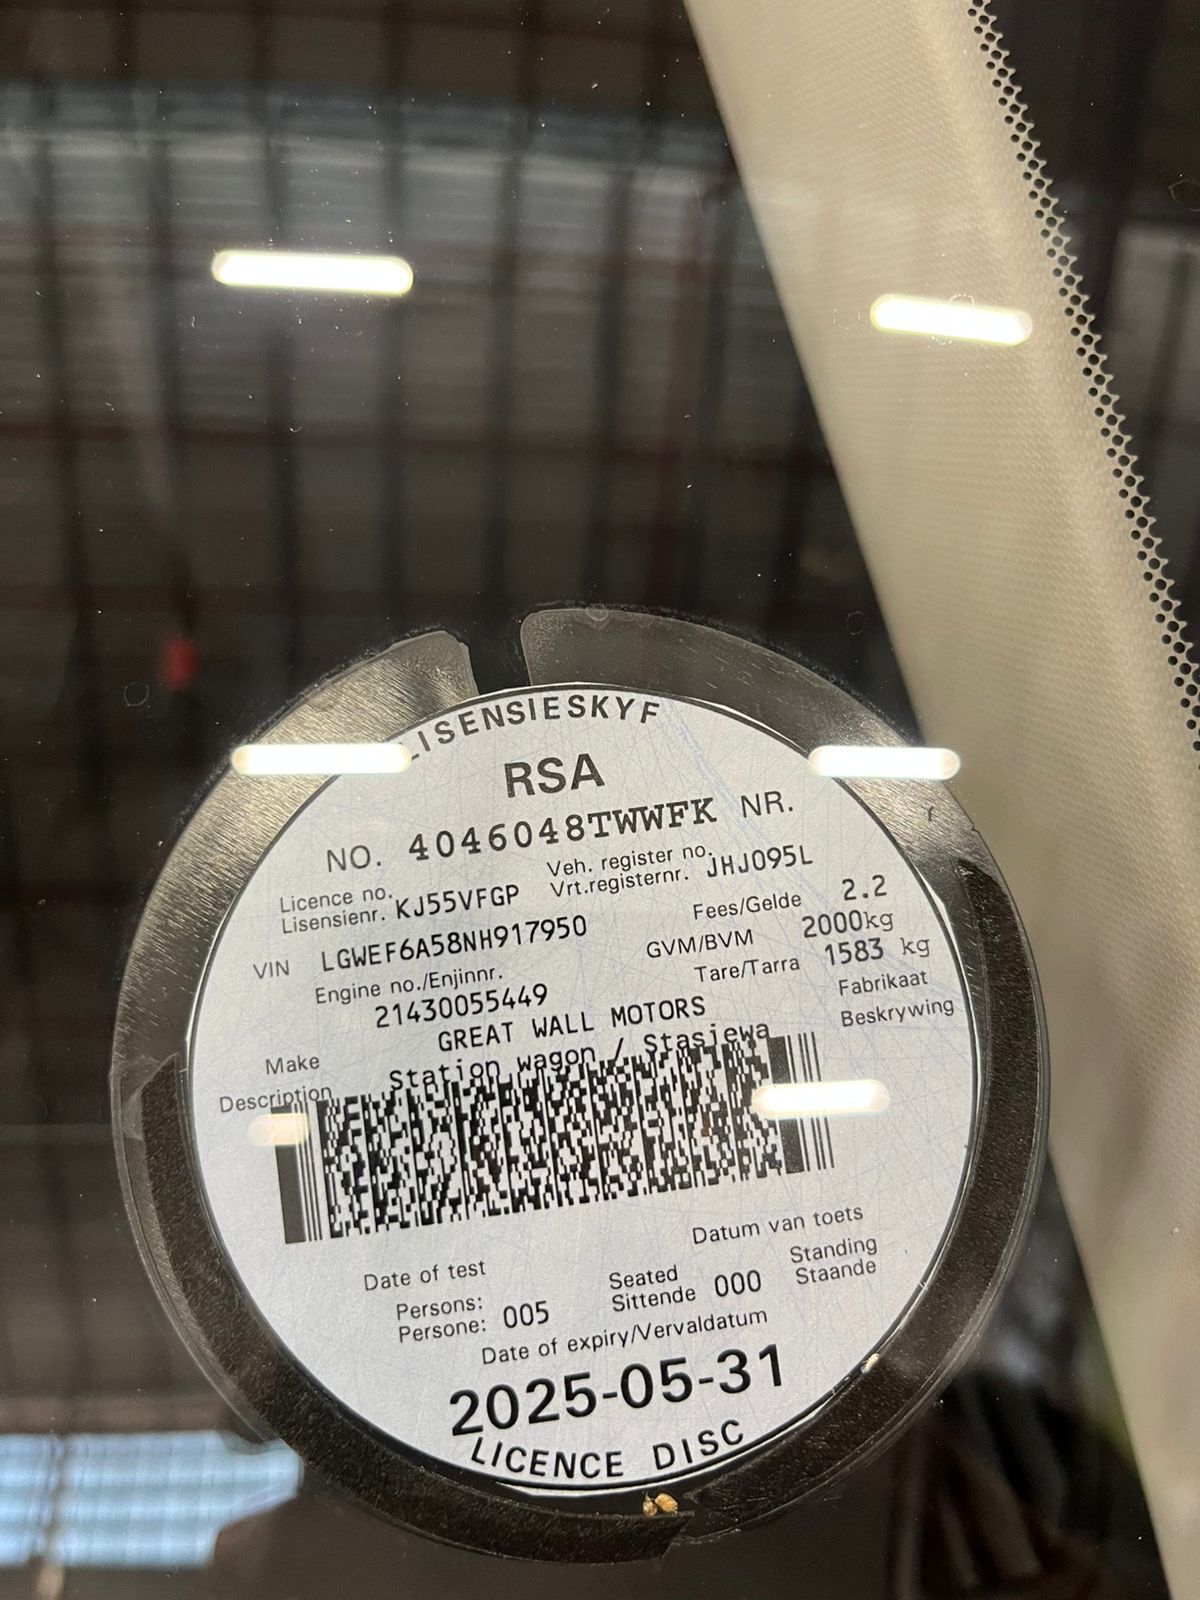 LISENSIESKYF
RSA
NO. 4046048TWWFK NR.
Licence no. Lisensienr. KJ55VFGP Veh. register no. Vrt.registernr. JHJ095L
VIN LGWEF6A58NH917950 Fees/Gelde 2.2
Engine no./Enjinnr. GVM/BVM 2000kg
21430055449 Tare/Tarra 1583 kg
Make GREAT WALL MOTORS Fabrikaat
Description Station wagon / Stasiewa Beskrywing
Date of test Datum van toets
Persons: Persone: 005 Seated Sittende 000 Standing Staande
Date of expiry/Vervaldatum
2025-05-31
LICENCE DISC